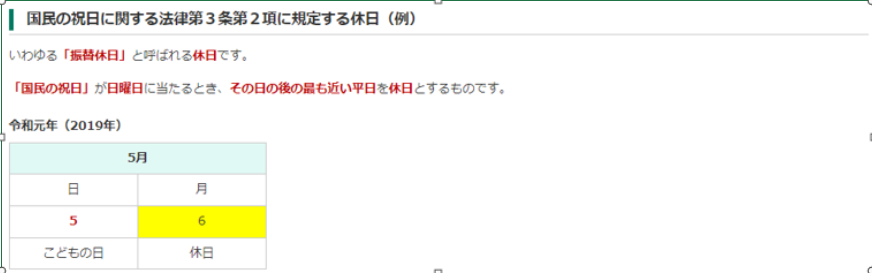 国民の祝日に関する法律第３条第２項に規定する休日（例）
いわゆる「振替休日」と呼ばれる休日です。
「国民の祝日」が日曜日に当たるとき、その日の後の最も近い平日を休日とするものです。
令和元年（2019年）
5月
日 月
5 6
こどもの日 休日